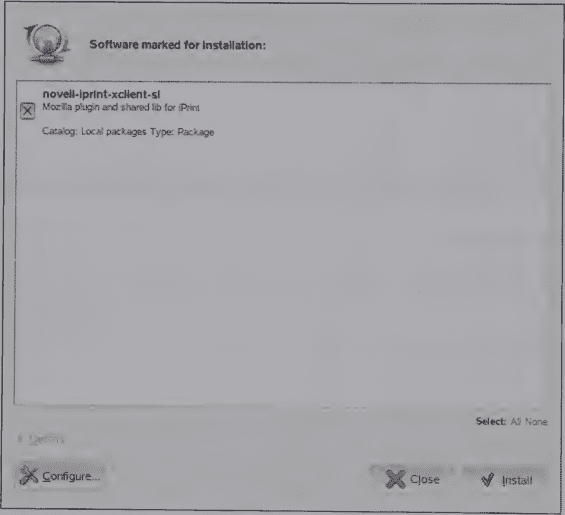 Software marked for installation:
novell-iprint-xclient-sl
Mozilla plugin and shared lib for iPrint
Catalog: Local packages Type: Package
Select: All None
Options
Configure...
Close
Install